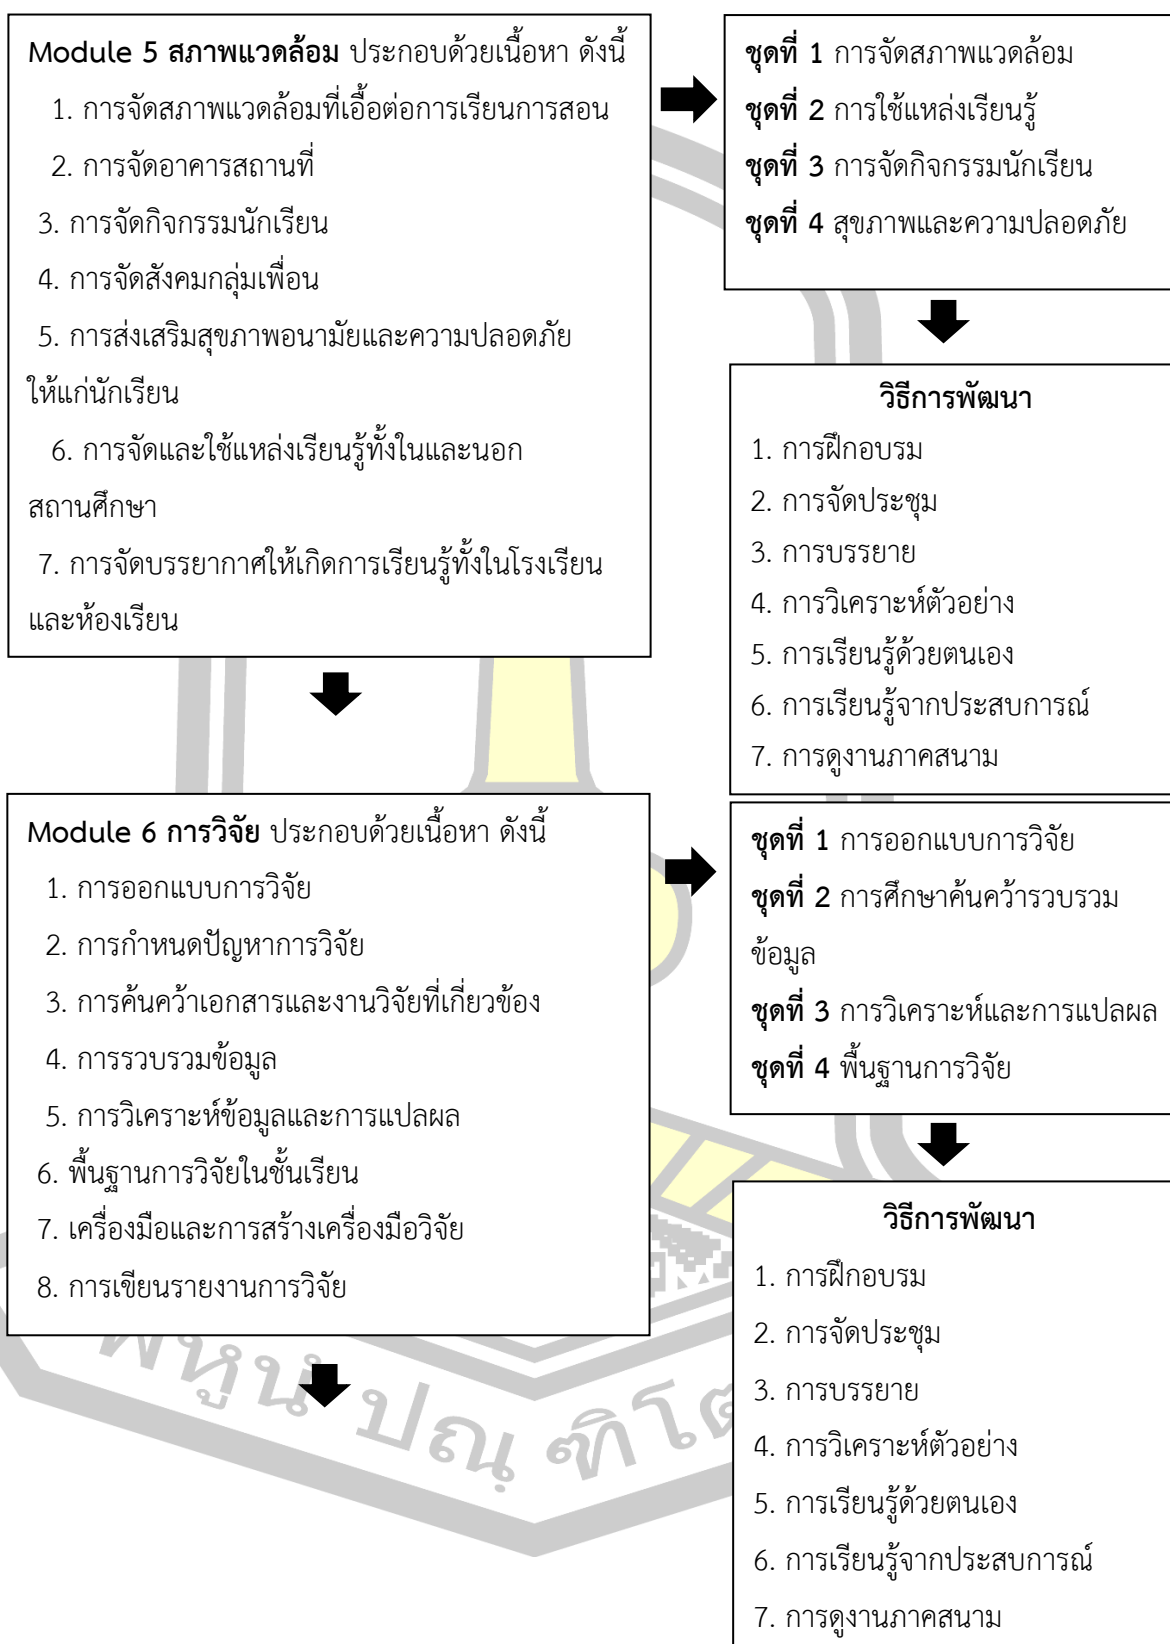 Module 5 สภาพแวดล้อม ประกอบด้วยเนื้อหา ดังนี้
1. การจัดสภาพแวดล้อมที่เอื้อต่อการเรียนการสอน
2. การจัดอาคารสถานที่
3. การจัดกิจกรรมนักเรียน
4. การจัดสังคมกลุ่มเพื่อน
5. การส่งเสริมสุขภาพอนามัยและความปลอดภัย
ให้แก่นักเรียน
6. การจัดและใช้แหล่งเรียนรู้ทั้งในและนอก
สถานศึกษา
7. การจัดบรรยากาศให้เกิดการเรียนรู้ทั้งในโรงเรียน
และห้องเรียน
ชุดที่ 1 การจัดสภาพแวดล้อม
ชุดที่ 2 การใช้แหล่งเรียนรู้
ชุดที่ 3 การจัดกิจกรรมนักเรียน
ชุดที่ 4 สุขภาพและความปลอดภัย
วิธีการพัฒนา
1. การฝึกอบรม
2. การจัดประชุม
3. การบรรยาย
4. การวิเคราะห์ตัวอย่าง
5. การเรียนรู้ด้วยตนเอง
6. การเรียนรู้จากประสบการณ์
7. การดูงานภาคสนาม
Module 6 การวิจัย ประกอบด้วยเนื้อหา ดังนี้
1. การออกแบบการวิจัย
2. การกำหนดปัญหาการวิจัย
3. การค้นคว้าเอกสารและงานวิจัยที่เกี่ยวข้อง
4. การรวบรวมข้อมูล
5. การวิเคราะห์ข้อมูลและการแปลผล
6. พื้นฐานการวิจัยในชั้นเรียน
7. เครื่องมือและการสร้างเครื่องมือวิจัย
8. การเขียนรายงานการวิจัย
ชุดที่ 1 การออกแบบการวิจัย
ชุดที่ 2 การศึกษาค้นคว้ารวบรวม
ข้อมูล
ชุดที่ 3 การวิเคราะห์และการแปลผล
ชุดที่ 4 พื้นฐานการวิจัย
วิธีการพัฒนา
1. การฝึกอบรม
2. การจัดประชุม
3. การบรรยาย
4. การวิเคราะห์ตัวอย่าง
5. การเรียนรู้ด้วยตนเอง
6. การเรียนรู้จากประสบการณ์
7. การดูงานภาคสนาม